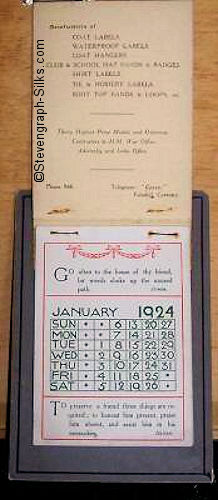 Manufacturers of
COAT LABELS
WATERPROOF LABELS
COAT HANGERS
CLUB & SCHOOL HAT BANDS & BADGES
SHIRT LABELS
TIE & HOSIERY LABELS
BOOT TOP BANDS & LOOPS, etc
Thirty Highest Prize Medals and Diplomas.
Contractors to H.M. War Office,
Admiralty and India Office.
Phone
Telegrams
Coventry
©Stevengraph-Silks.com
GO often to the house of thy friend,
for weeds choke up the unused
path.
JANUARY 1924
SUN • • 6 13 20 27
MON • • 7 14 21 28
TUE • 1 8 15 22 29
WED • 2 9 16 23 30
THU • 3 10 17 24 31
FRI • 4 11 18 25 •
SAT • 5 12 19 26 •
TO preserve a friend three things are re-
quired; to honour him present, praise
him absent, and assist him in his
necessities.